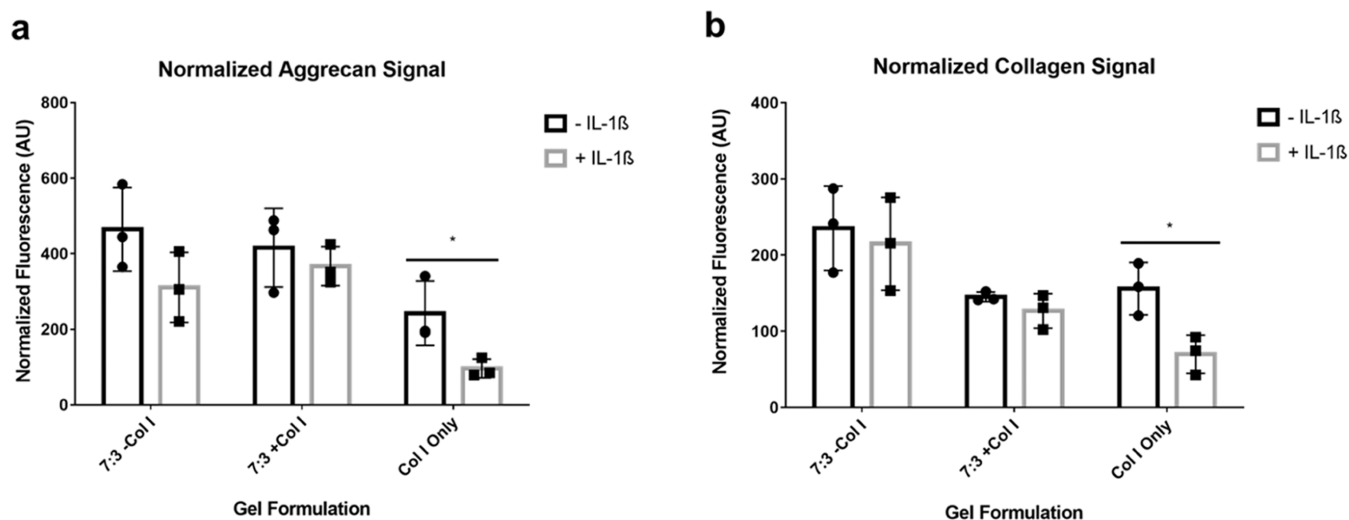 a
Normalized Aggrecan Signal
Normalized Fluorescence (AU)
800
600
400
200
0
*
- IL-1ß
+ IL-1ß
7:3 -Col I
7:3 +Col I
Col I Only
Gel Formulation
b
Normalized Collagen Signal
Normalized Fluorescence (AU)
400
300
200
100
0
*
- IL-1ß
+ IL-1ß
7:3 -Col I
7:3 +Col I
Col I Only
Gel Formulation